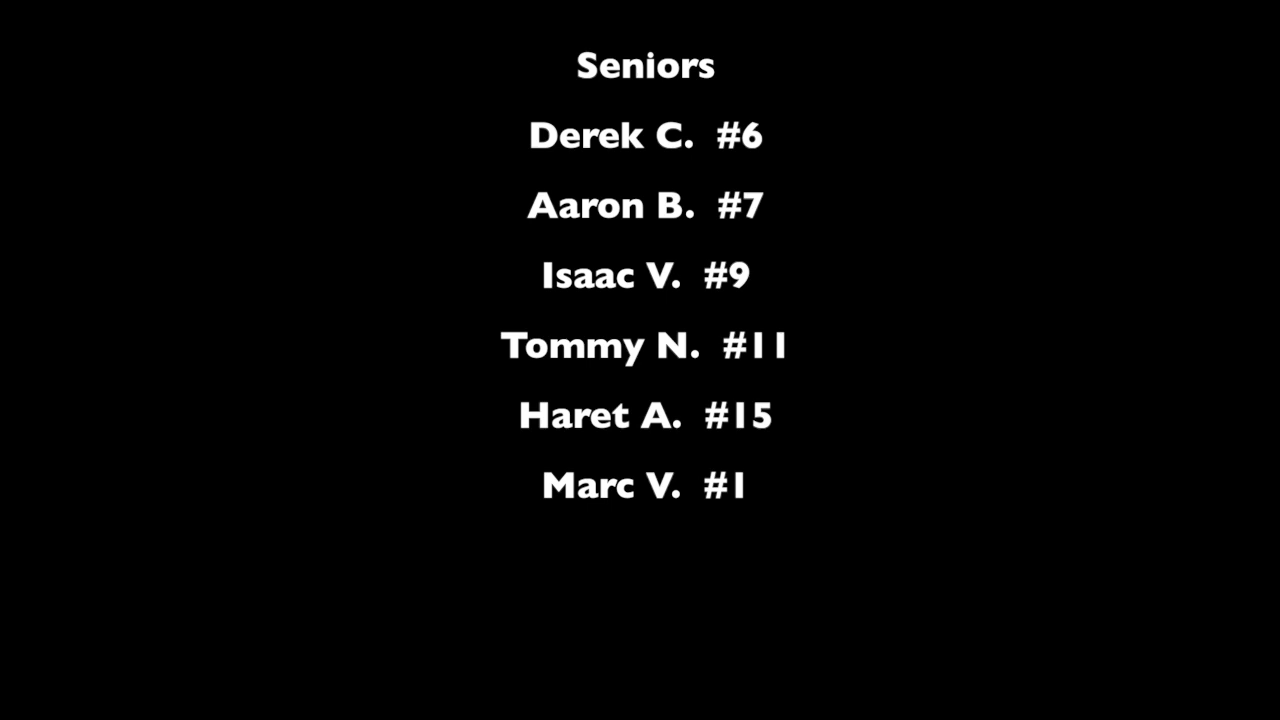 Seniors
Derek C. #6
Aaron B. #7
Isaac V. #9
Tommy N. #11
Haret A. #15
Marc V. #1